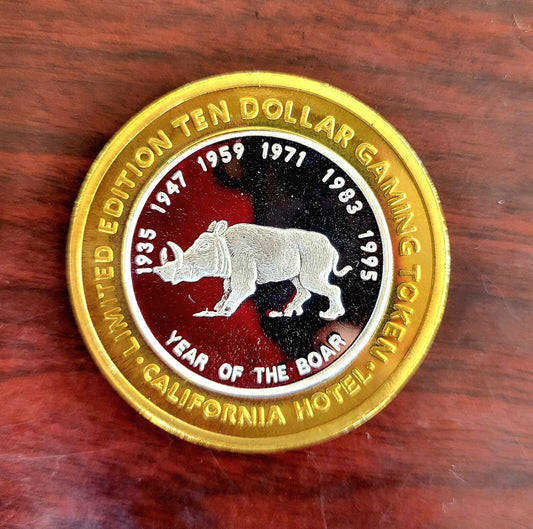 LIMITED EDITION TEN DOLLAR GAMING TOKEN
• CALIFORNIA HOTEL •
1935 1947 1959 1971 1983 1995
YEAR OF THE BOAR